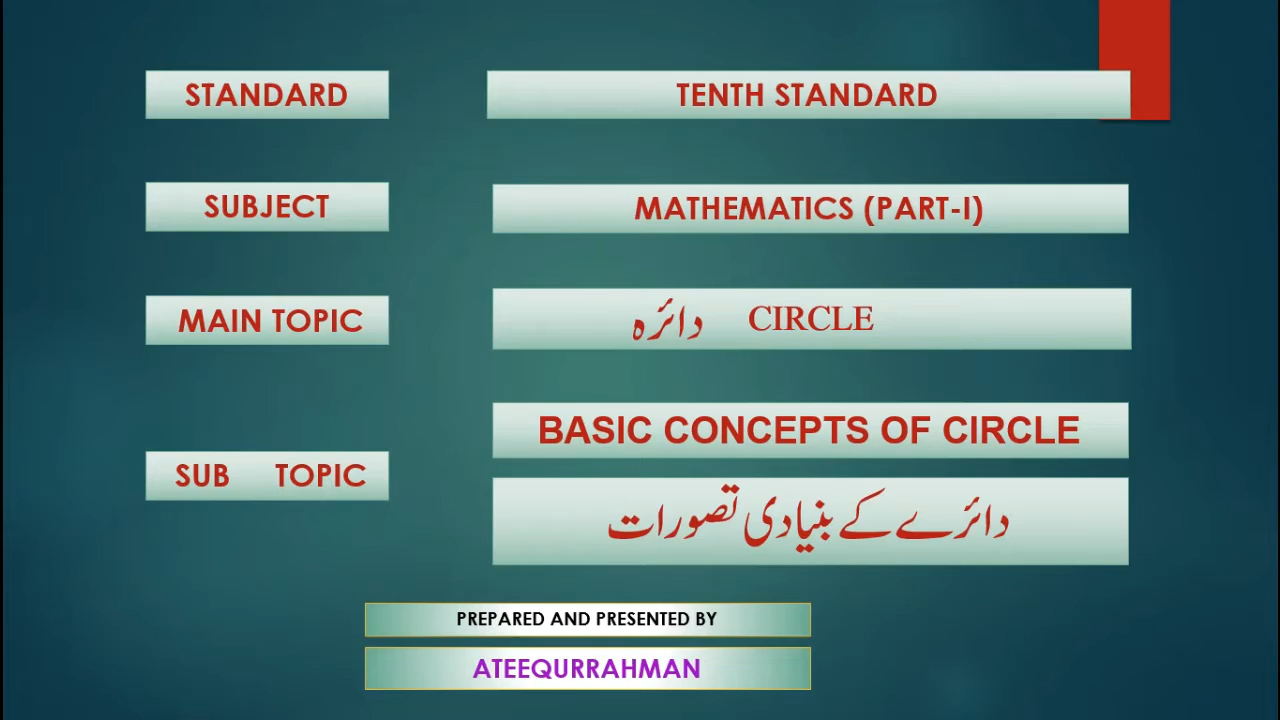 STANDARD
TENTH STANDARD
SUBJECT
MATHEMATICS (PART-I)
MAIN TOPIC
دائرہ CIRCLE
SUB TOPIC
BASIC CONCEPTS OF CIRCLE
دائرے کے بنیادی تصورات
PREPARED AND PRESENTED BY
ATEEQURRAHMAN